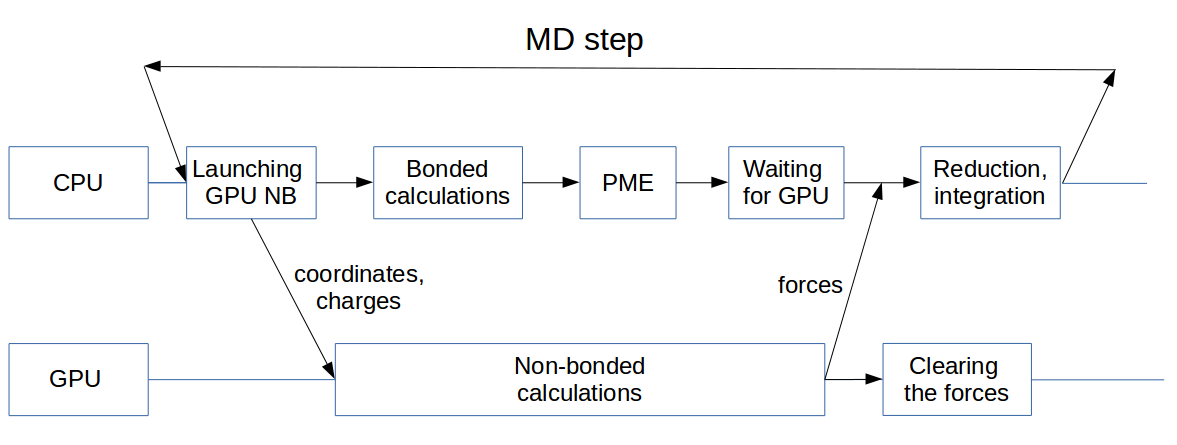 MD step
CPU
Launching
GPU NB
Bonded
calculations
PME
Waiting
for GPU
Reduction,
integration
coordinates,
charges
forces
GPU
Non-bonded
calculations
Clearing
the forces